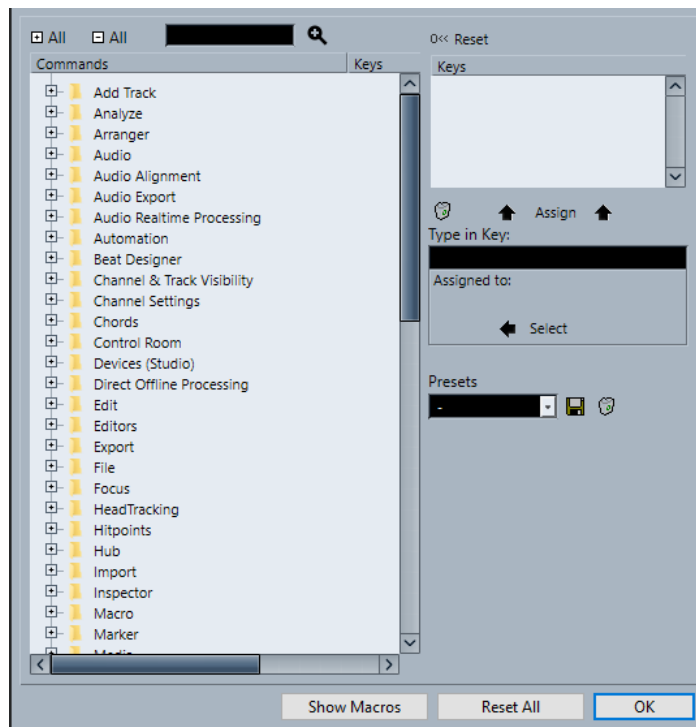 All All
0<< Reset
Commands Keys
Keys
Add Track
Analyze
Arranger
Audio
Audio Alignment
Audio Export
Audio Realtime Processing
Automation
Beat Designer
Channel & Track Visibility
Channel Settings
Chords
Control Room
Devices (Studio)
Direct Offline Processing
Edit
Editors
Export
File
Focus
HeadTracking
Hitpoints
Hub
Import
Inspector
Macro
Marker
Assign
Type in Key:
Assigned to:
Select
Presets
-
Show Macros Reset All OK